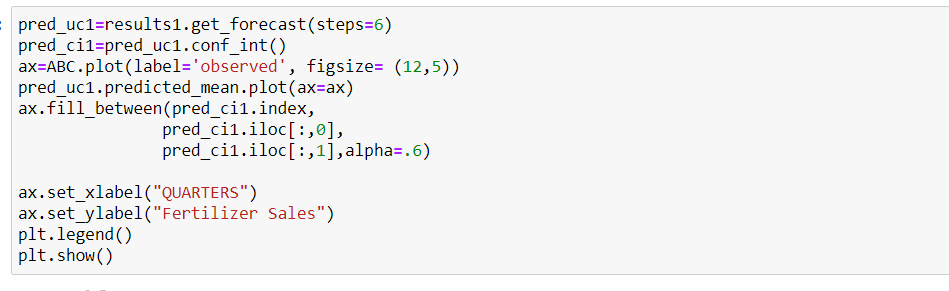 pred_uc1=results1.get_forecast(steps=6)
pred_ci1=pred_uc1.conf_int()
ax=ABC.plot(label='observed', figsize= (12,5))
pred_uc1.predicted_mean.plot(ax=ax)
ax.fill_between(pred_ci1.index,
                pred_ci1.iloc[:,0],
                pred_ci1.iloc[:,1],alpha=.6)

ax.set_xlabel("QUARTERS")
ax.set_ylabel("Fertilizer Sales")
plt.legend()
plt.show()